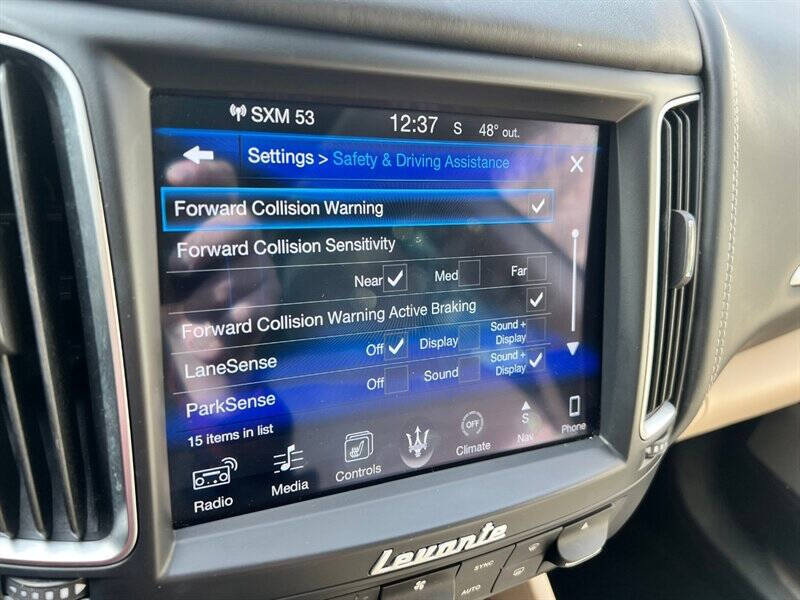 SXM 53 12:37 S 48° out.
Settings > Safety & Driving Assistance
Forward Collision Warning
Forward Collision Sensitivity
Near Med Far
Forward Collision Warning Active Braking
LaneSense Off Display Sound + Display
ParkSense Off Sound Sound + Display
15 items in list
OFF S
Radio Media Controls Climate Nav Phone
Levante
SYNC
AUTO